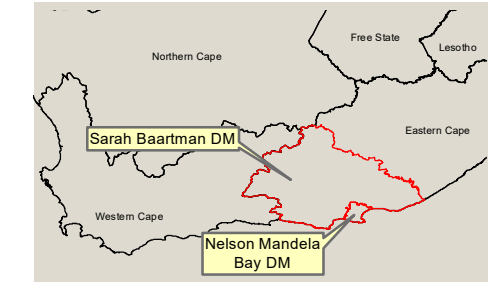 Free State
Lesotho
Northern Cape
Eastern Cape
Sarah Baartman DM
Western Cape
Nelson Mandela
Bay DM